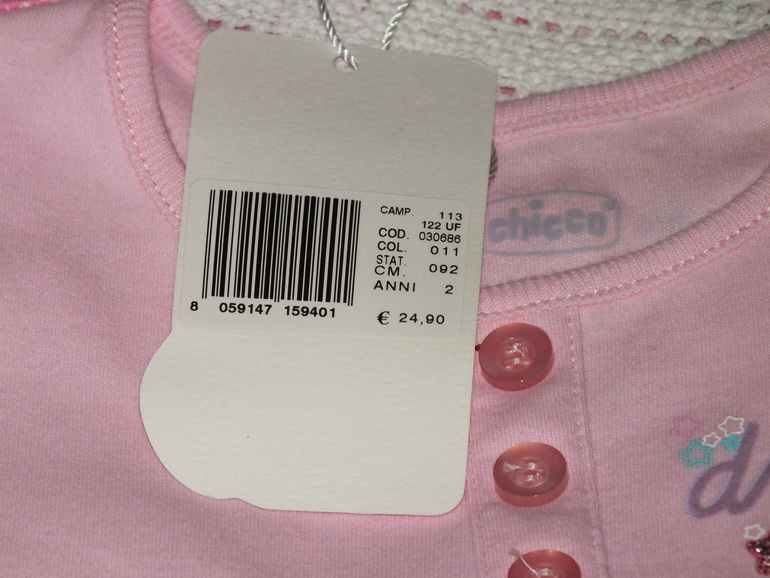 CAMP. 113
122 UF
COD. 030686
COL. 011
STAT.
CM. 092
ANNI 2
€ 24,90
8 059147 159401
chicco
d